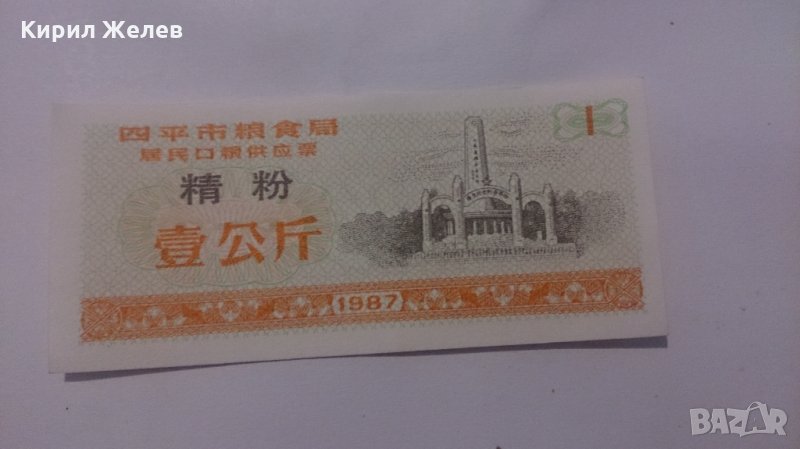 Кирил Желев
四平市粮食局
居民口粮供应票
精粉
壹公斤
1
1987
BAZAR